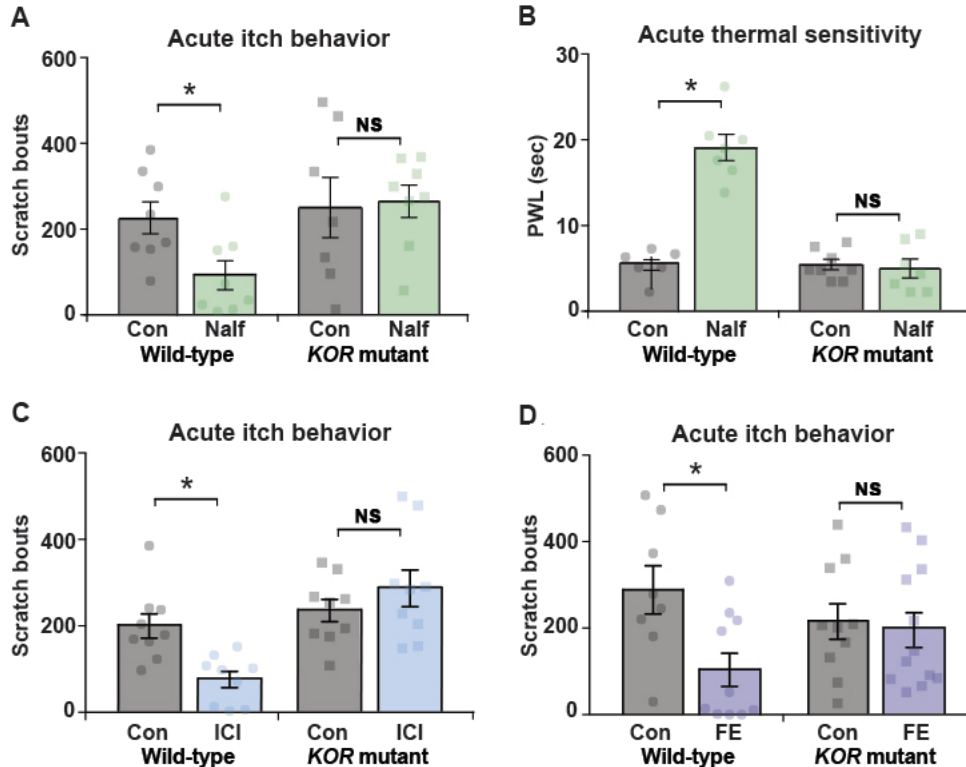 A
Acute itch behavior
600
400
200
0
Scratch bouts
*
NS
Con Nalf Con Nalf
Wild-type KOR mutant
B
Acute thermal sensitivity
30
20
10
0
PWL (sec)
*
NS
Con Nalf Con Nalf
Wild-type KOR mutant
C
Acute itch behavior
600
400
200
0
Scratch bouts
*
NS
Con ICI Con ICI
Wild-type KOR mutant
D
Acute itch behavior
600
400
200
0
Scratch bouts
*
NS
Con FE Con FE
Wild-type KOR mutant